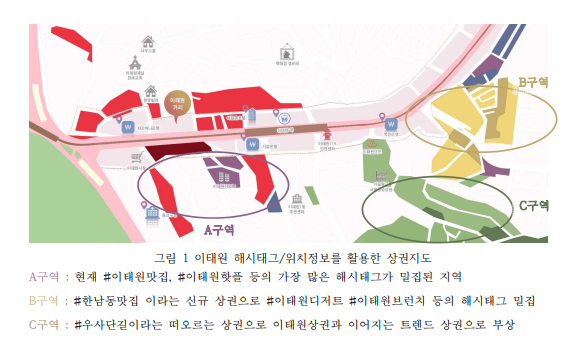 이태원
거리
B구역
C구역
A구역
그림 1 이태원 해시태그/위치정보를 활용한 상권지도
A구역 : 현재 #이태원맛집, #이태원핫플 등의 가장 많은 해시태그가 밀집된 지역
B구역 : #한남동맛집 이라는 신규 상권으로 #이태원디저트 #이태원브런치 등의 해시태그 밀집
C구역 : #우사단길이라는 떠오르는 상권으로 이태원상권과 이어지는 트렌드 상권으로 부상